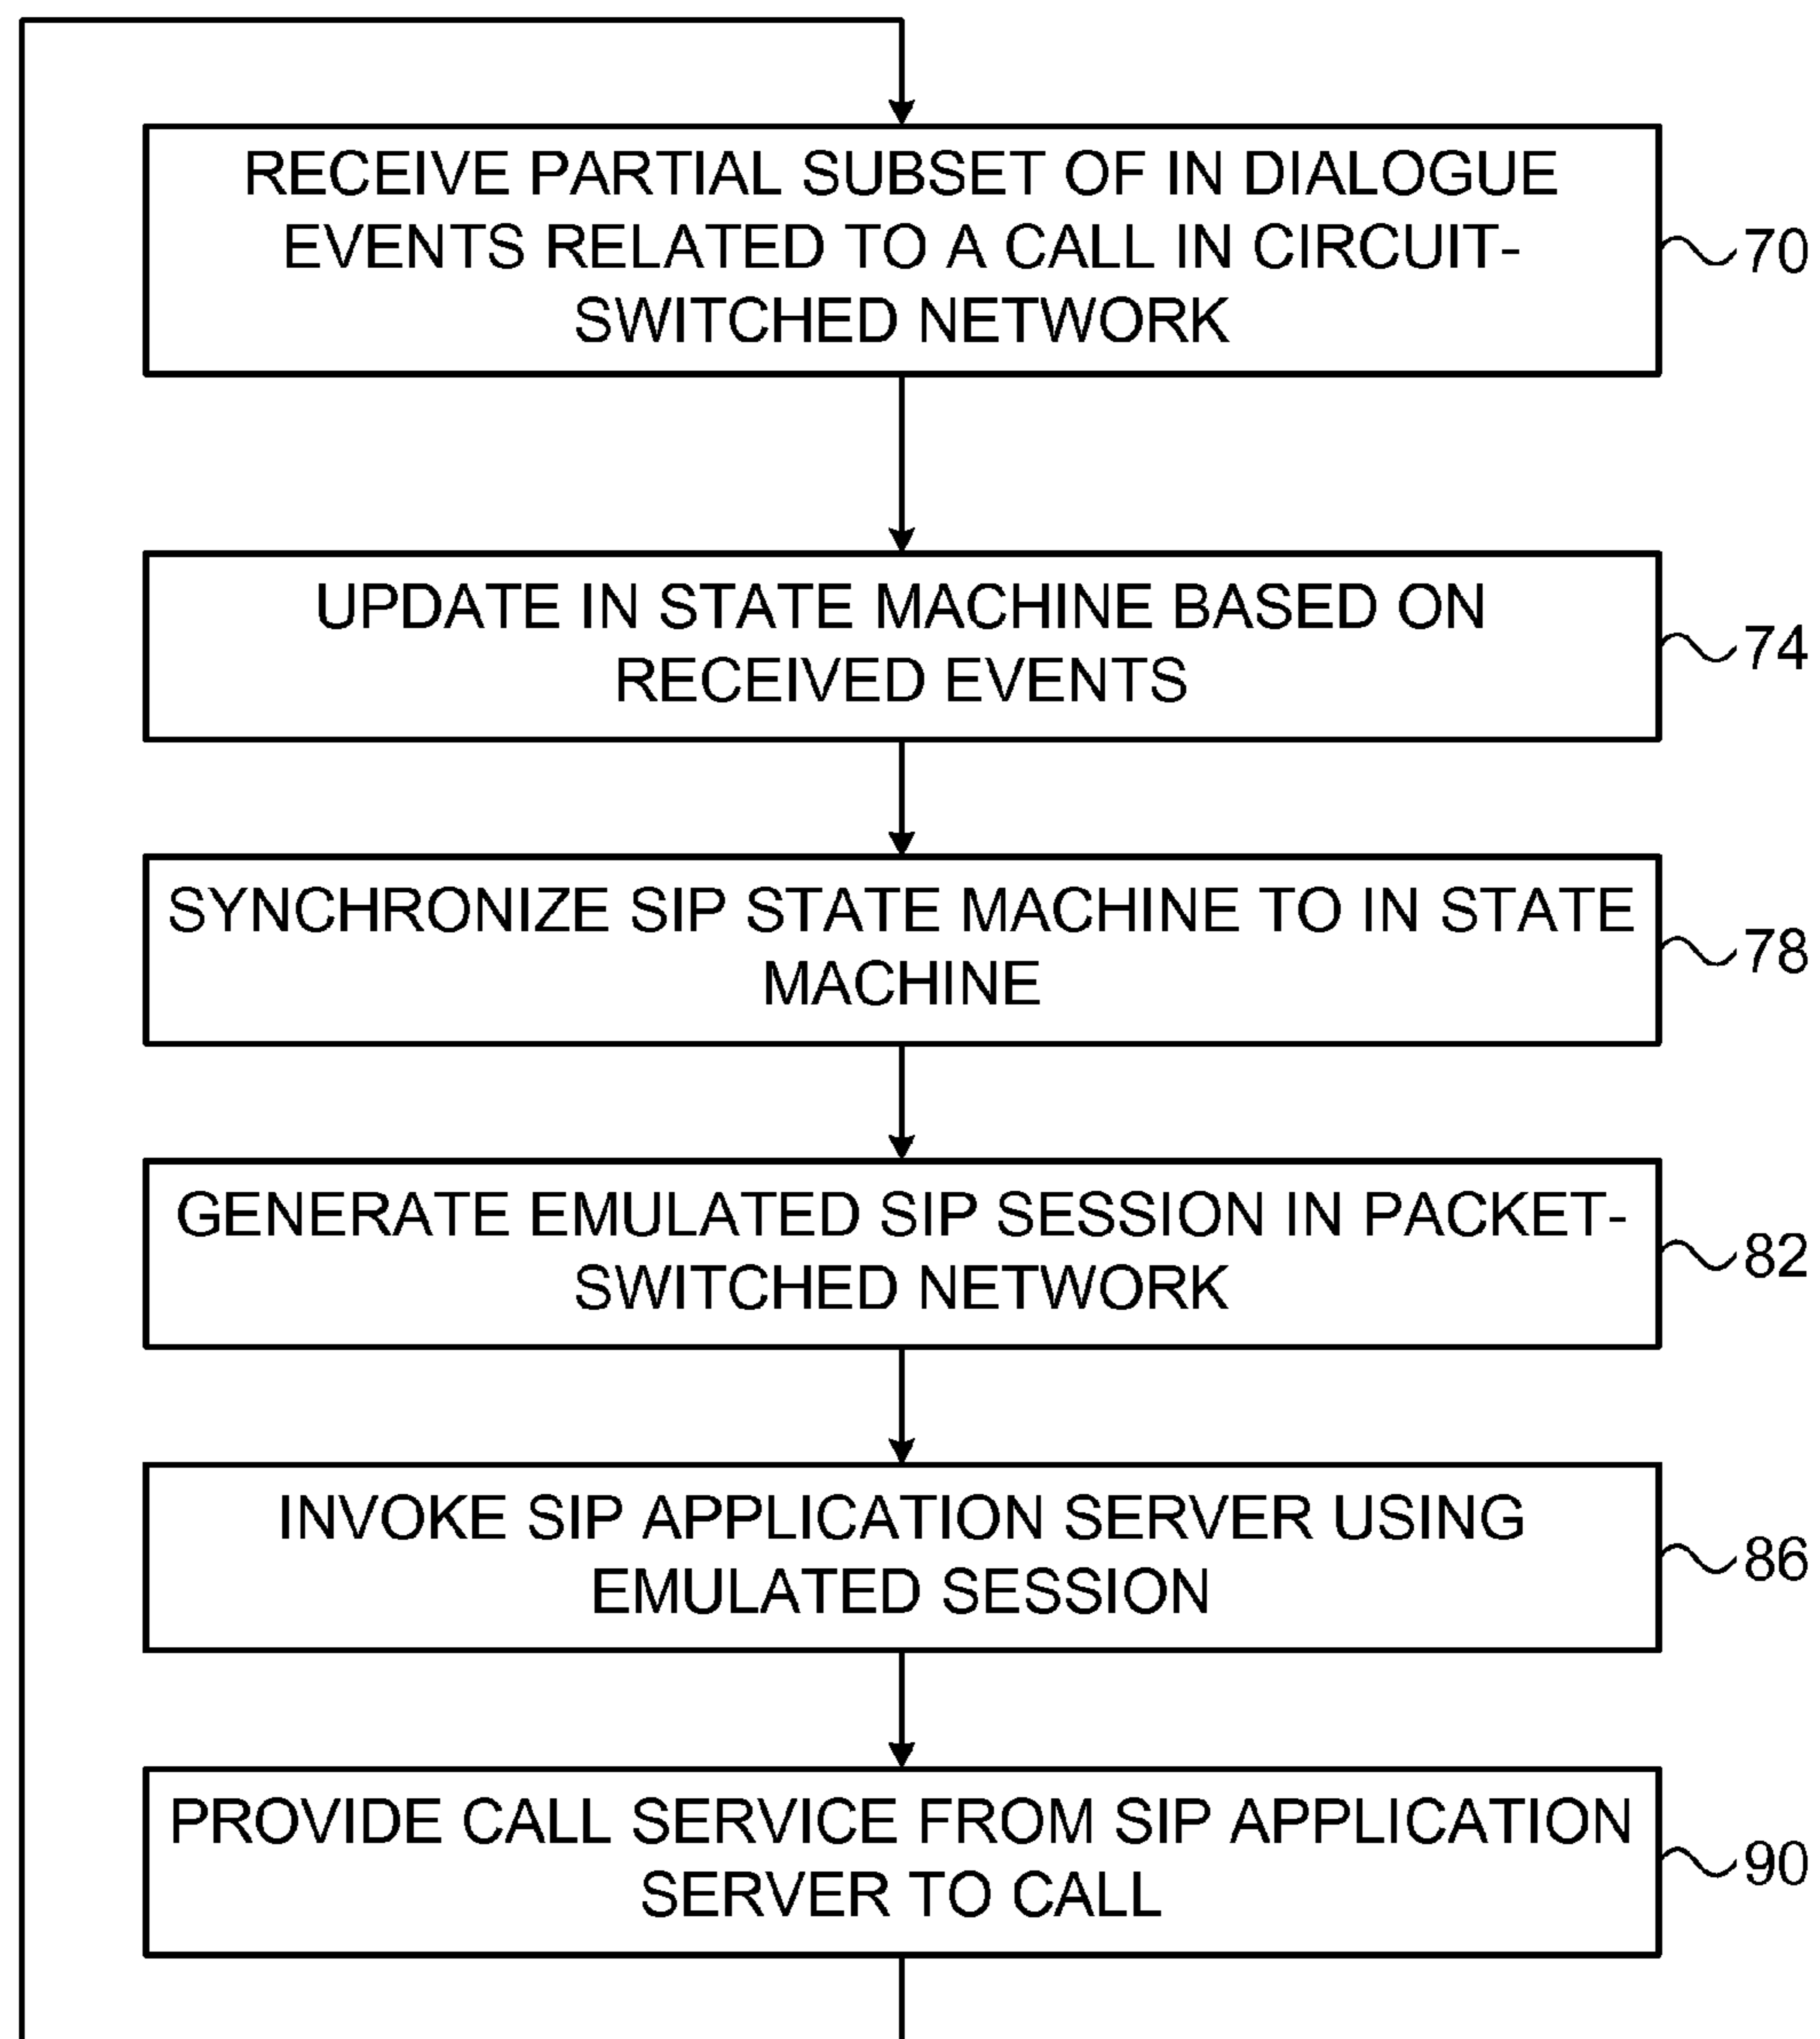 RECEIVE PARTIAL SUBSET OF IN DIALOGUE
EVENTS RELATED TO A CALL IN CIRCUIT-
SWITCHED NETWORK
70
UPDATE IN STATE MACHINE BASED ON
RECEIVED EVENTS
74
SYNCHRONIZE SIP STATE MACHINE TO IN STATE
MACHINE
78
GENERATE EMULATED SIP SESSION IN PACKET-
SWITCHED NETWORK
82
INVOKE SIP APPLICATION SERVER USING
EMULATED SESSION
86
PROVIDE CALL SERVICE FROM SIP APPLICATION
SERVER TO CALL
90